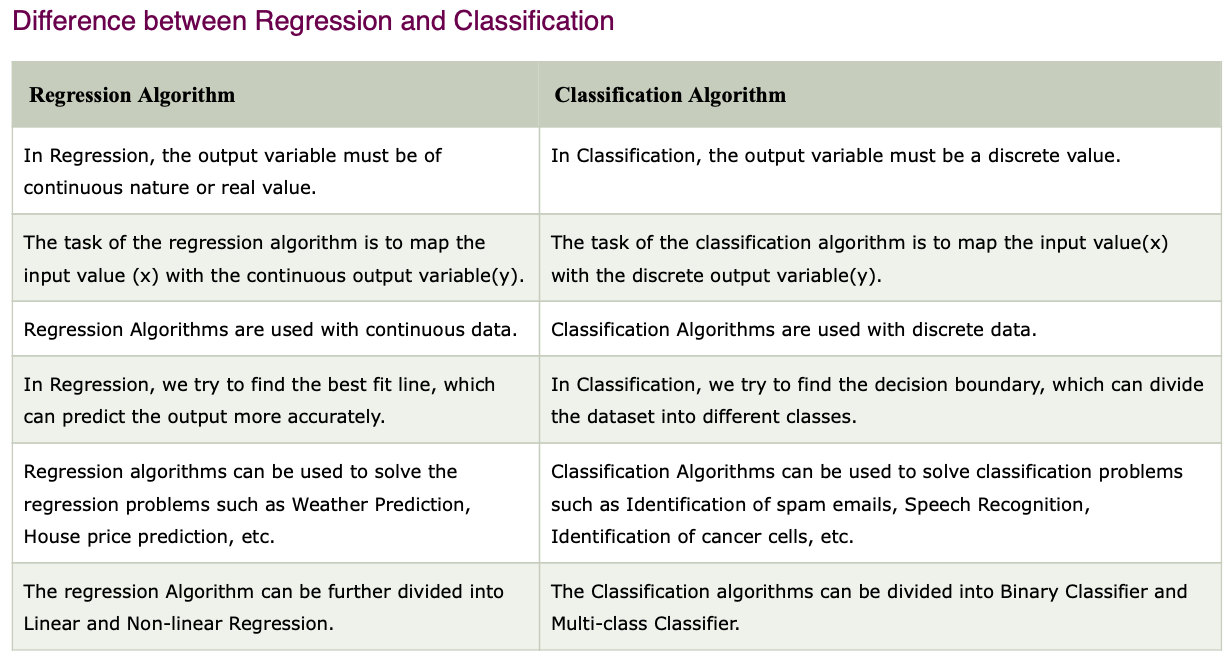 Difference between Regression and Classification
Regression Algorithm
Classification Algorithm
In Regression, the output variable must be of
continuous nature or real value.
In Classification, the output variable must be a discrete value.
The task of the regression algorithm is to map the
input value (x) with the continuous output variable(y).
The task of the classification algorithm is to map the input value(x)
with the discrete output variable(y).
Regression Algorithms are used with continuous data.
Classification Algorithms are used with discrete data.
In Regression, we try to find the best fit line, which
can predict the output more accurately.
In Classification, we try to find the decision boundary, which can divide
the dataset into different classes.
Regression algorithms can be used to solve the
regression problems such as Weather Prediction,
House price prediction, etc.
Classification Algorithms can be used to solve classification problems
such as Identification of spam emails, Speech Recognition,
Identification of cancer cells, etc.
The regression Algorithm can be further divided into
Linear and Non-linear Regression.
The Classification algorithms can be divided into Binary Classifier and
Multi-class Classifier.